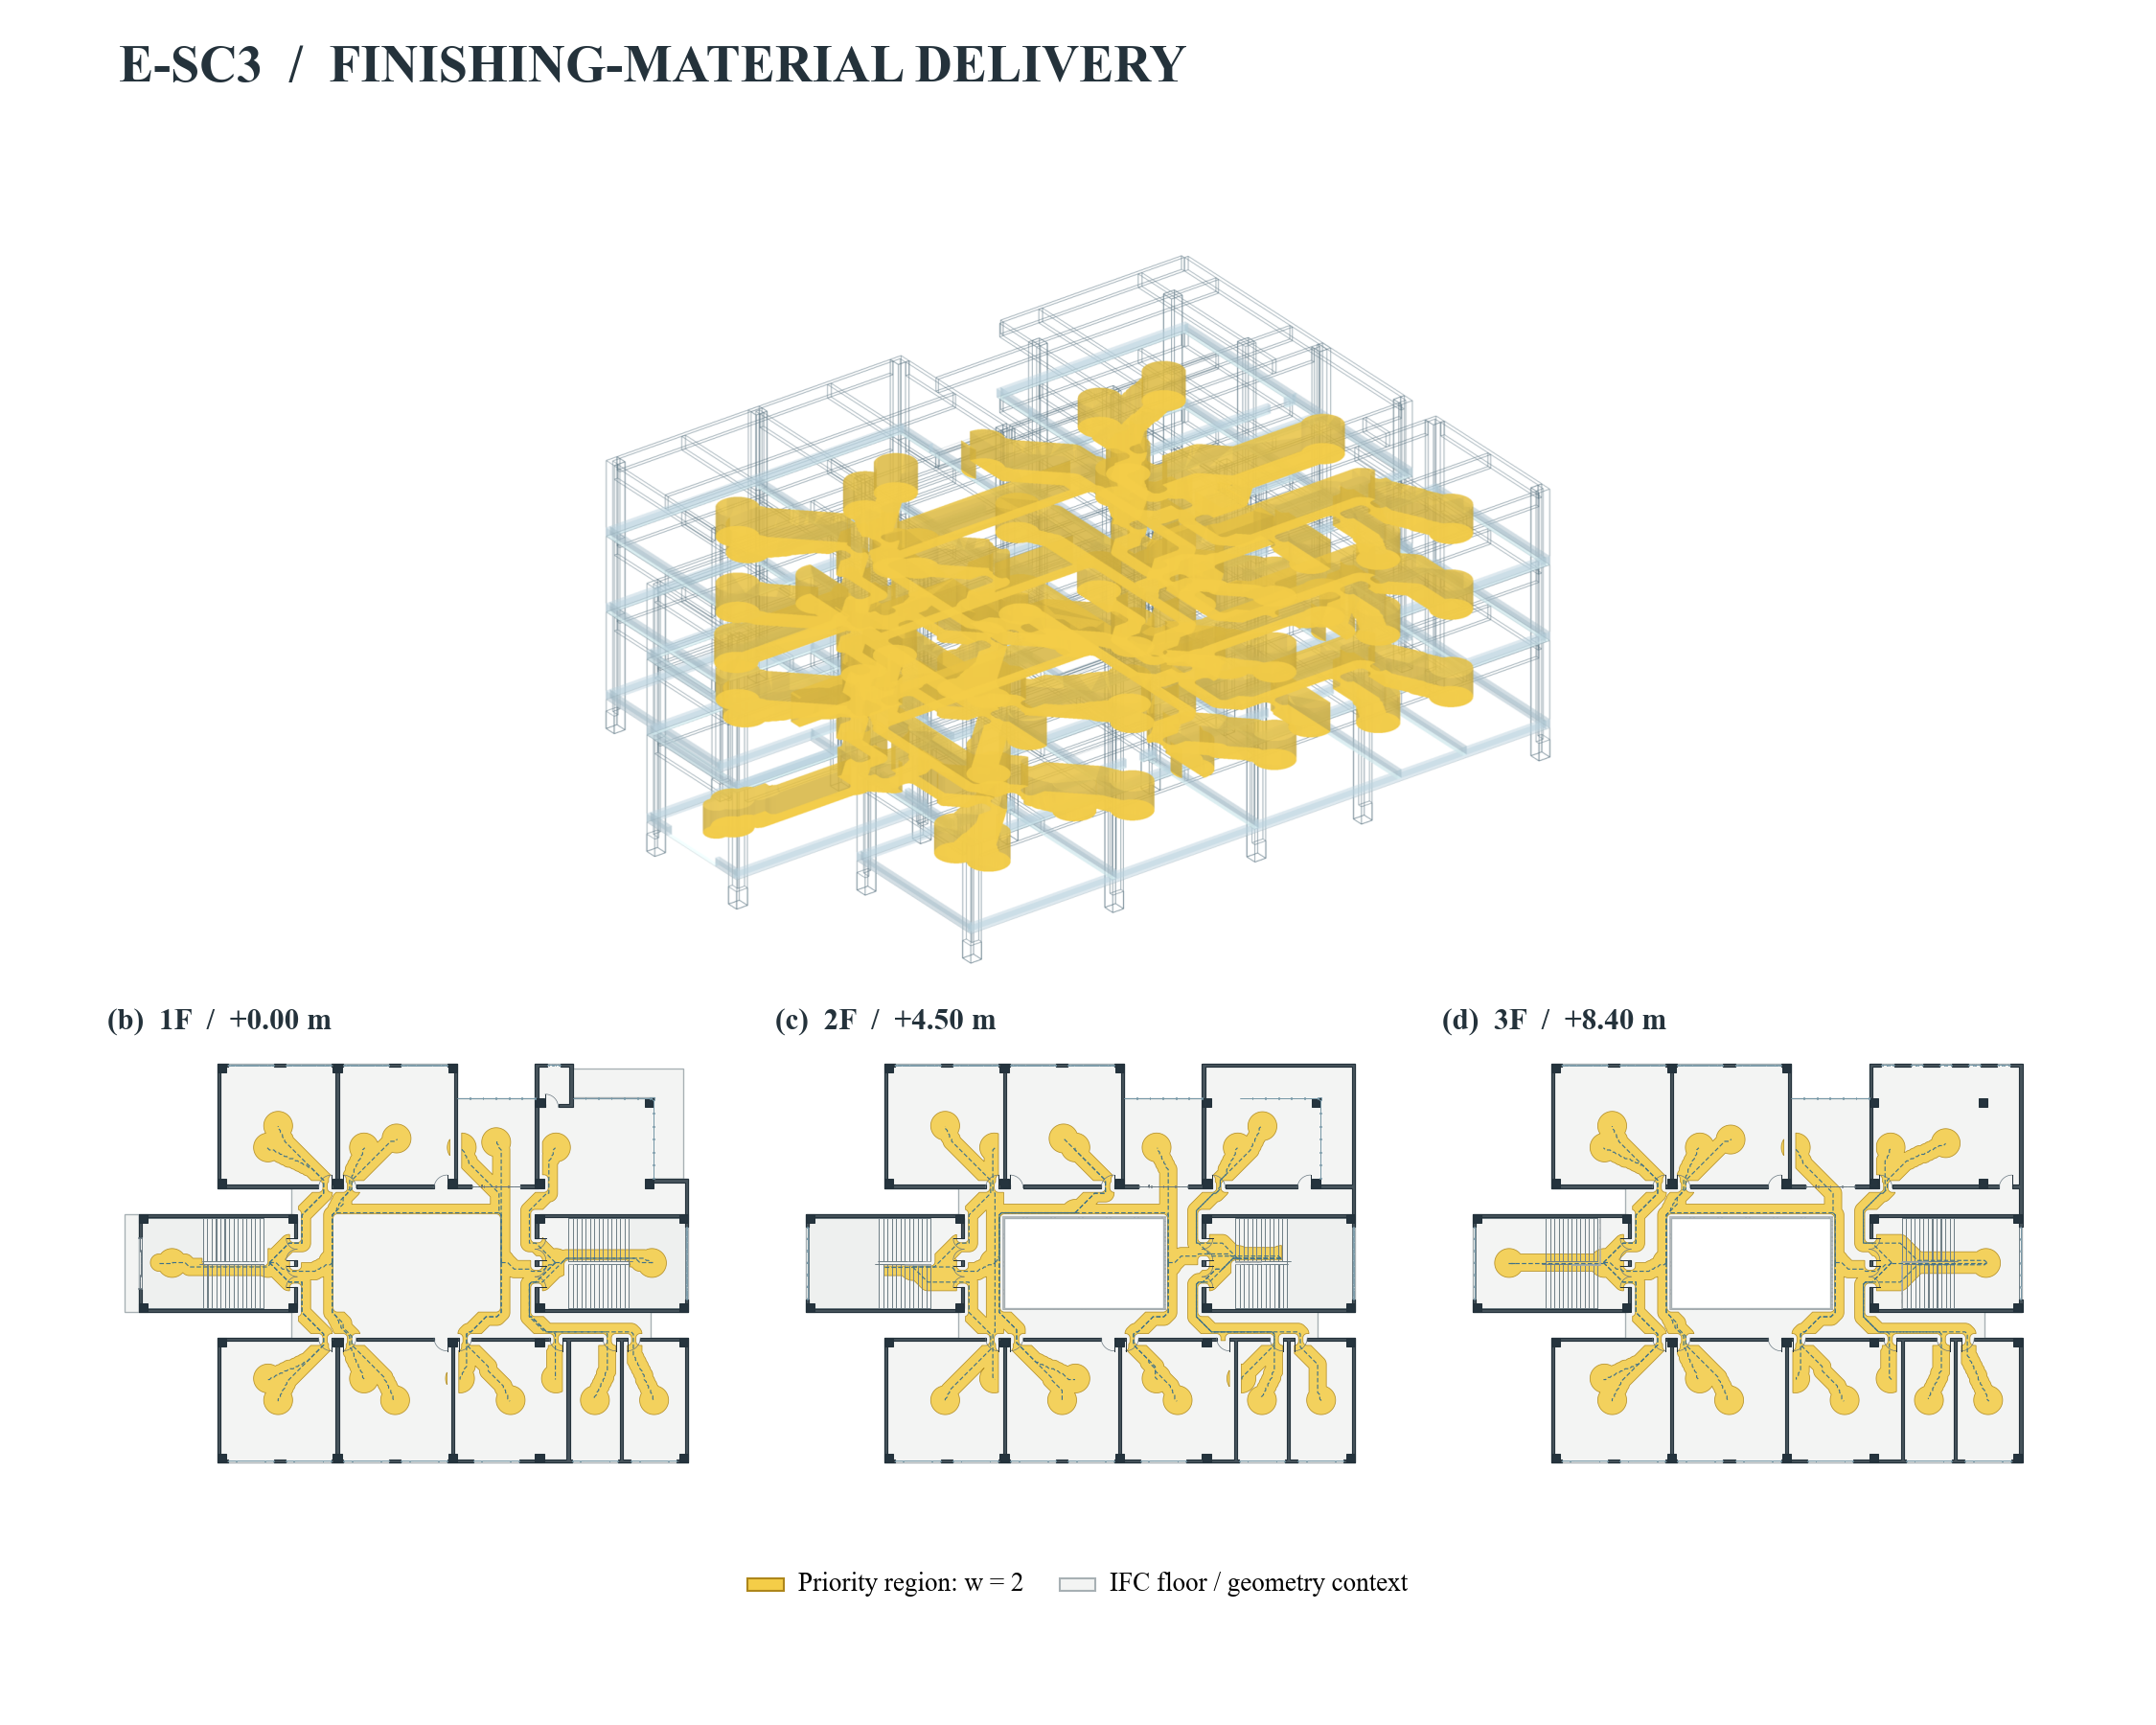 E-SC3 / FINISHING-MATERIAL DELIVERY
(b) 1F / +0.00 m
(c) 2F / +4.50 m
(d) 3F / +8.40 m
Priority region: w = 2
IFC floor / geometry context